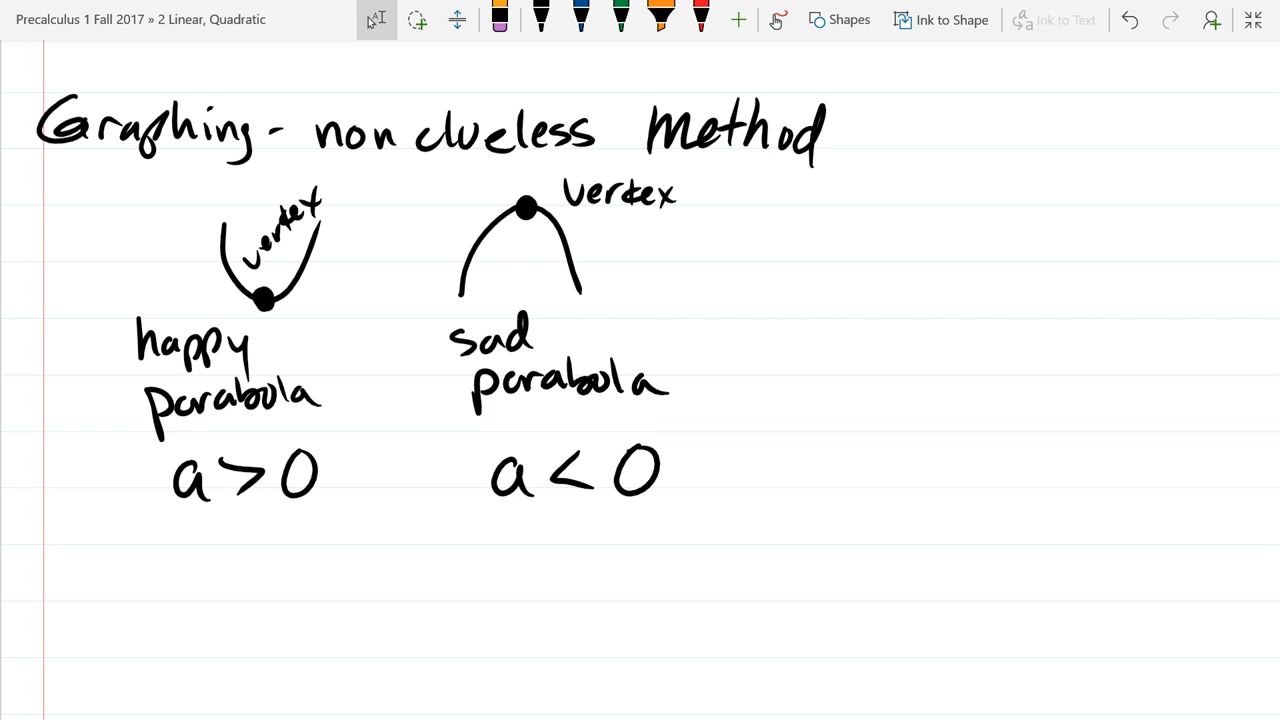 Precalculus 1 Fall 2017 » 2 Linear, Quadratic
Shapes
Ink to Shape
Ink to Text
Graphing - non clueless Method
vertex
vertex
happy
parabola
a > 0
sad
parabola
a < 0